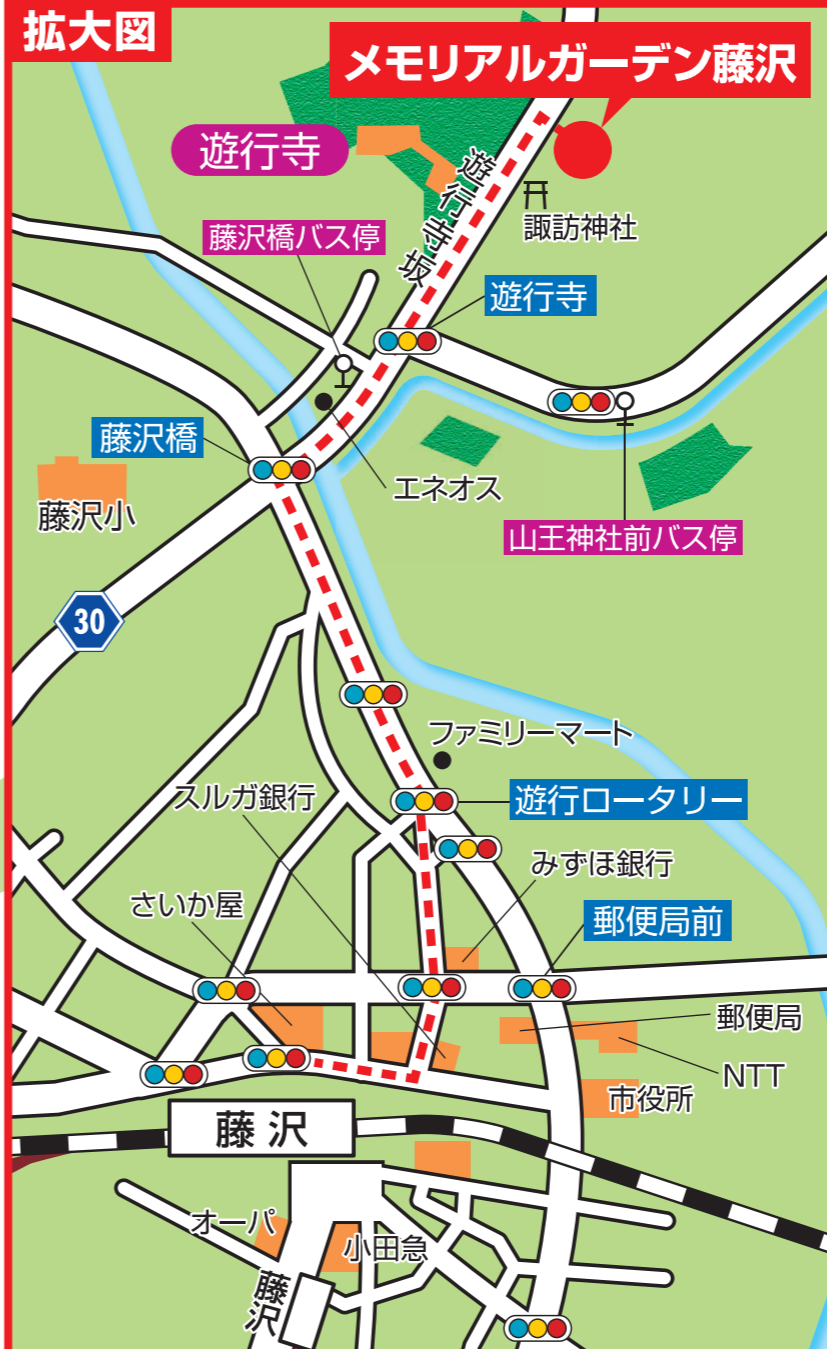 拡大図
メモリアルガーデン藤沢
遊行寺
遊行寺坂
諏訪神社
藤沢橋バス停
遊行寺
藤沢橋
エネオス
藤沢小
山王神社前バス停
30
ファミリーマート
スルガ銀行
遊行ロータリー
みずほ銀行
さいか屋
郵便局前
郵便局
NTT
市役所
藤沢
オーパ
小田急
藤沢